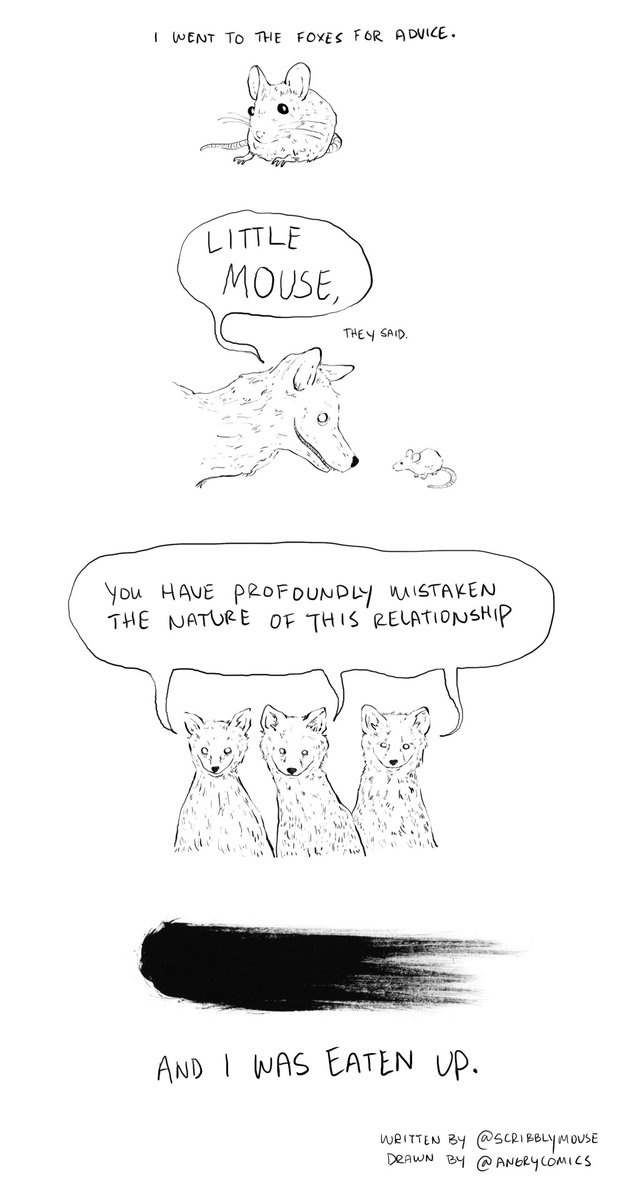 I WENT TO THE FOXES FOR ADVICE.
LITTLE
MOUSE,
THEY SAID.
YOU HAVE PROFOUNDLY MISTAKEN
THE NATURE OF THIS RELATIONSHIP
AND I WAS EATEN UP.
WRITTEN BY @SCRIBBLYMOUSE
DRAWN BY @ANGRYCOMICS